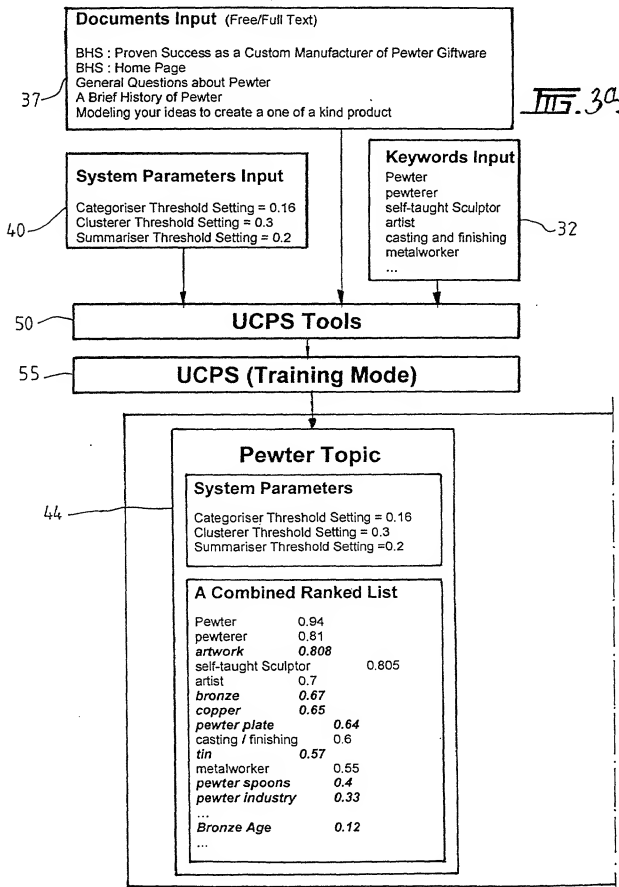 Documents Input (Free/Full Text)
BHS : Proven Success as a Custom Manufacturer of Pewter Giftware
BHS : Home Page
General Questions about Pewter
A Brief History of Pewter
Modeling your ideas to create a one of a kind product
37
FIG. 3a
System Parameters Input
Categoriser Threshold Setting = 0.16
Clusterer Threshold Setting = 0.3
Summariser Threshold Setting = 0.2
40
Keywords Input
Pewter
pewterer
self-taught Sculptor
artist
casting and finishing
metalworker
...
32
50
UCPS Tools
55
UCPS (Training Mode)
Pewter Topic
44
System Parameters
Categoriser Threshold Setting = 0.16
Clusterer Threshold Setting = 0.3
Summariser Threshold Setting =0.2
A Combined Ranked List
Pewter 0.94
pewterer 0.81
artwork 0.808
self-taught Sculptor 0.805
artist 0.7
bronze 0.67
copper 0.65
pewter plate 0.64
casting / finishing 0.6
tin 0.57
metalworker 0.55
pewter spoons 0.4
pewter industry 0.33
...
Bronze Age 0.12
...